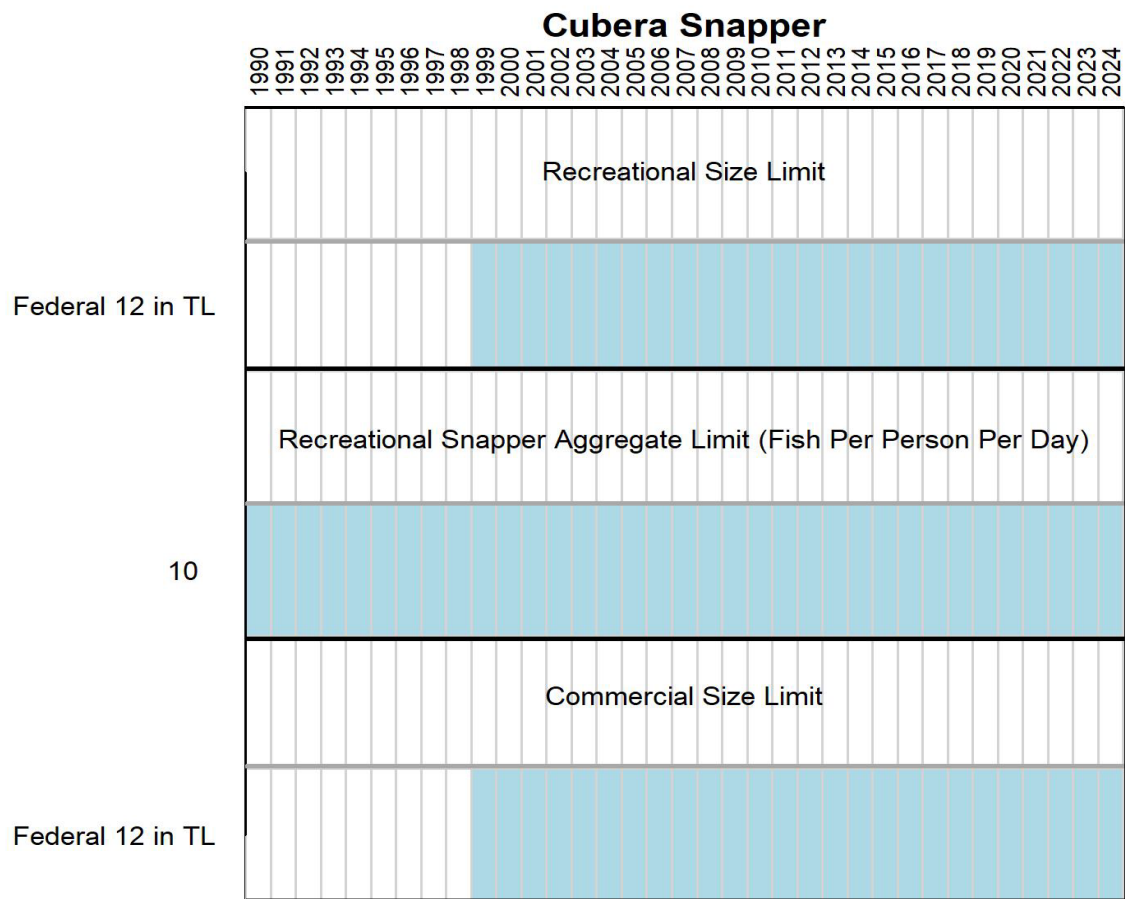 Cubera Snapper
1990 1991 1992 1993 1994 1995 1996 1997 1998 1999 2000 2001 2002 2003 2004 2005 2006 2007 2008 2009 2010 2011 2012 2013 2014 2015 2016 2017 2018 2019 2020 2021 2022 2023 2024
Recreational Size Limit
Federal 12 in TL
Recreational Snapper Aggregate Limit (Fish Per Person Per Day)
10
Commercial Size Limit
Federal 12 in TL